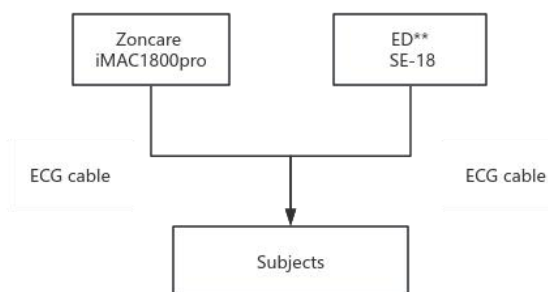 Zoncare
iMAC1800pro
ED**
SE-18
ECG cable
ECG cable
Subjects